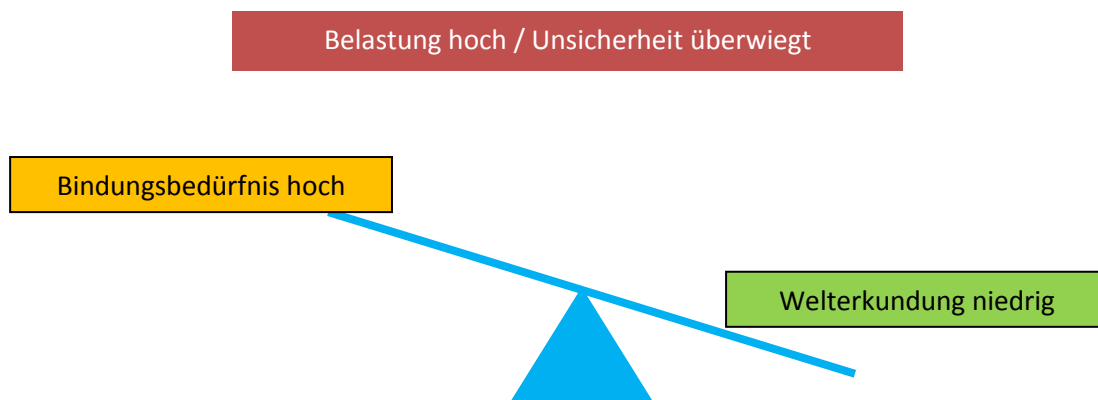 Belastung hoch / Unsicherheit überwiegt
Bindungsbedürfnis hoch
Welterkundung niedrig